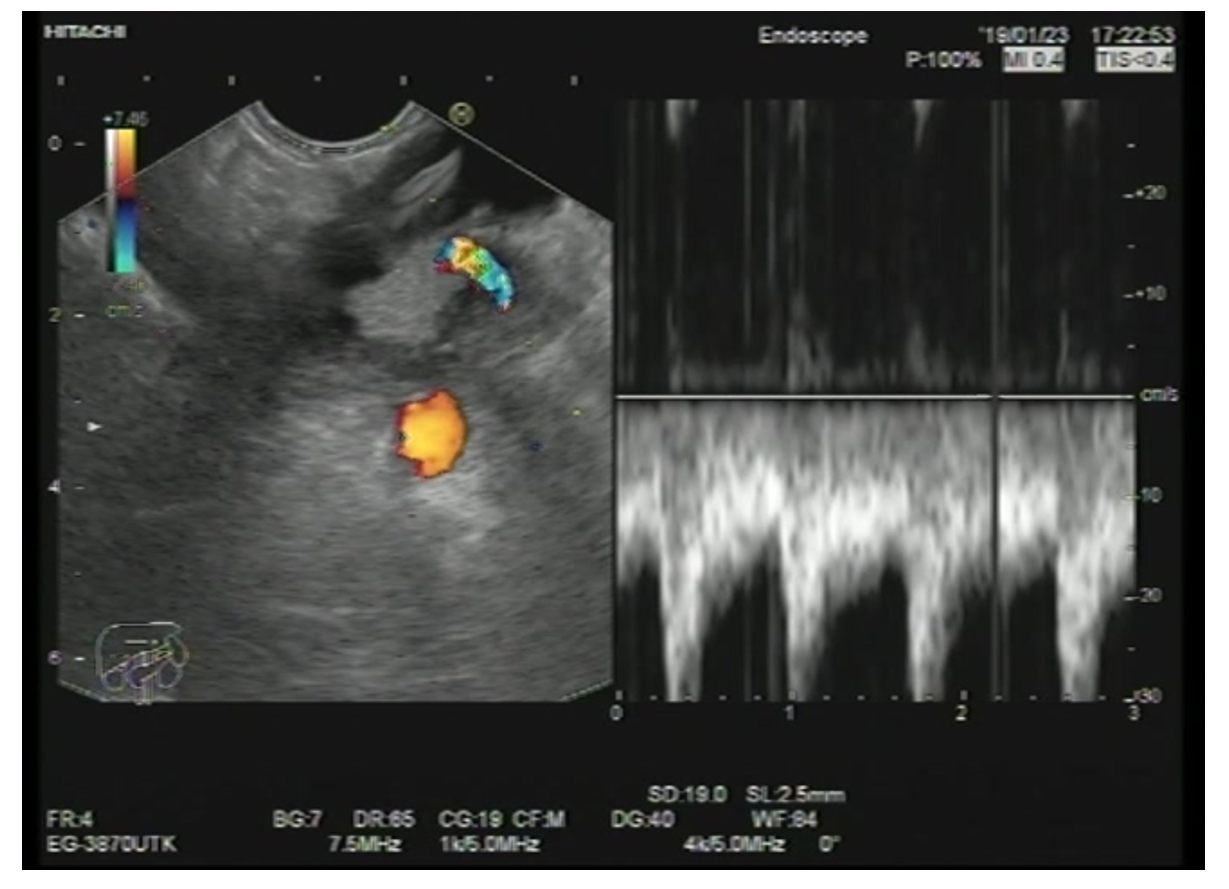 HITACHI
Endoscope '19/01/23 17:22:53
P:100% MI 0.4 TIS<0.4
+7.46
cm/s
0
2
4
6
+20
+10
cm/s
-10
-20
-30
0 1 2 3
SD:19.0 SL:2.5mm
FR:4 BG:7 DR:65 CG:19 CF:M DG:40 WF:84
EG-3870UTK 7.5MHz 1k/5.0MHz 4k/5.0MHz 0°